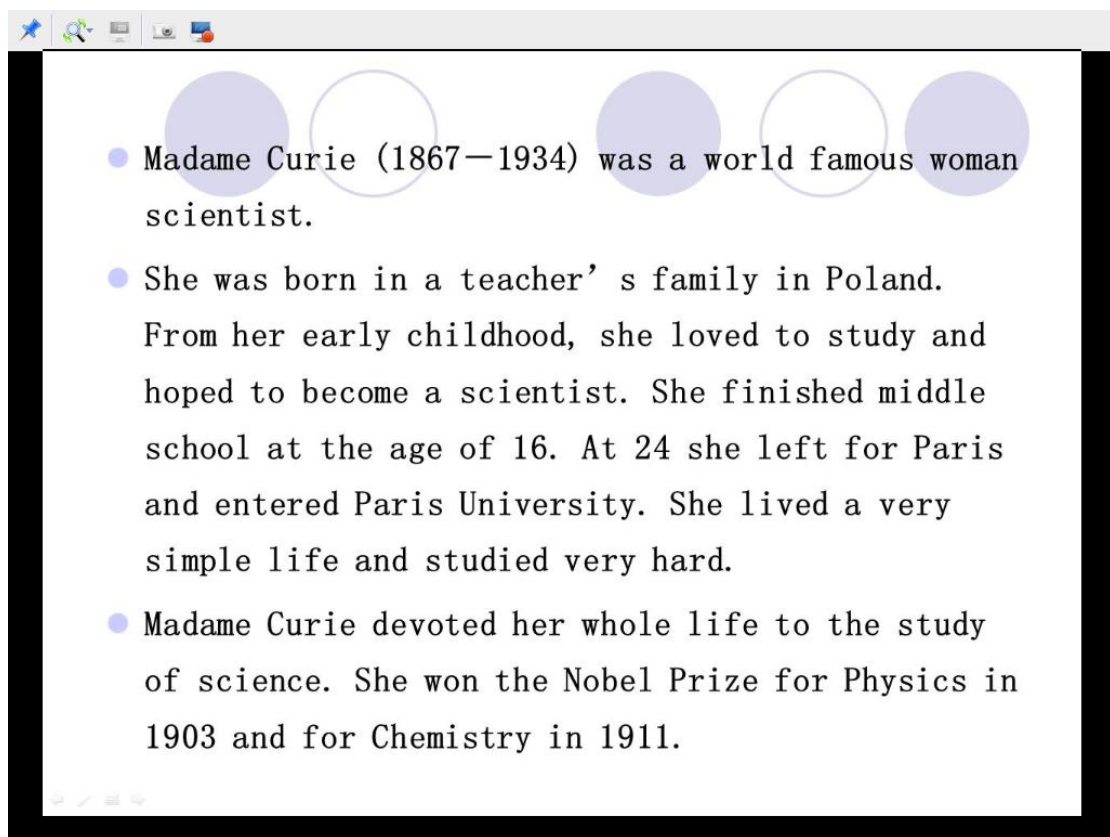 Madame Curie (1867－1934) was a world famous woman
scientist.
She was born in a teacher’s family in Poland.
From her early childhood, she loved to study and
hoped to become a scientist. She finished middle
school at the age of 16. At 24 she left for Paris
and entered Paris University. She lived a very
simple life and studied very hard.
Madame Curie devoted her whole life to the study
of science. She won the Nobel Prize for Physics in
1903 and for Chemistry in 1911.